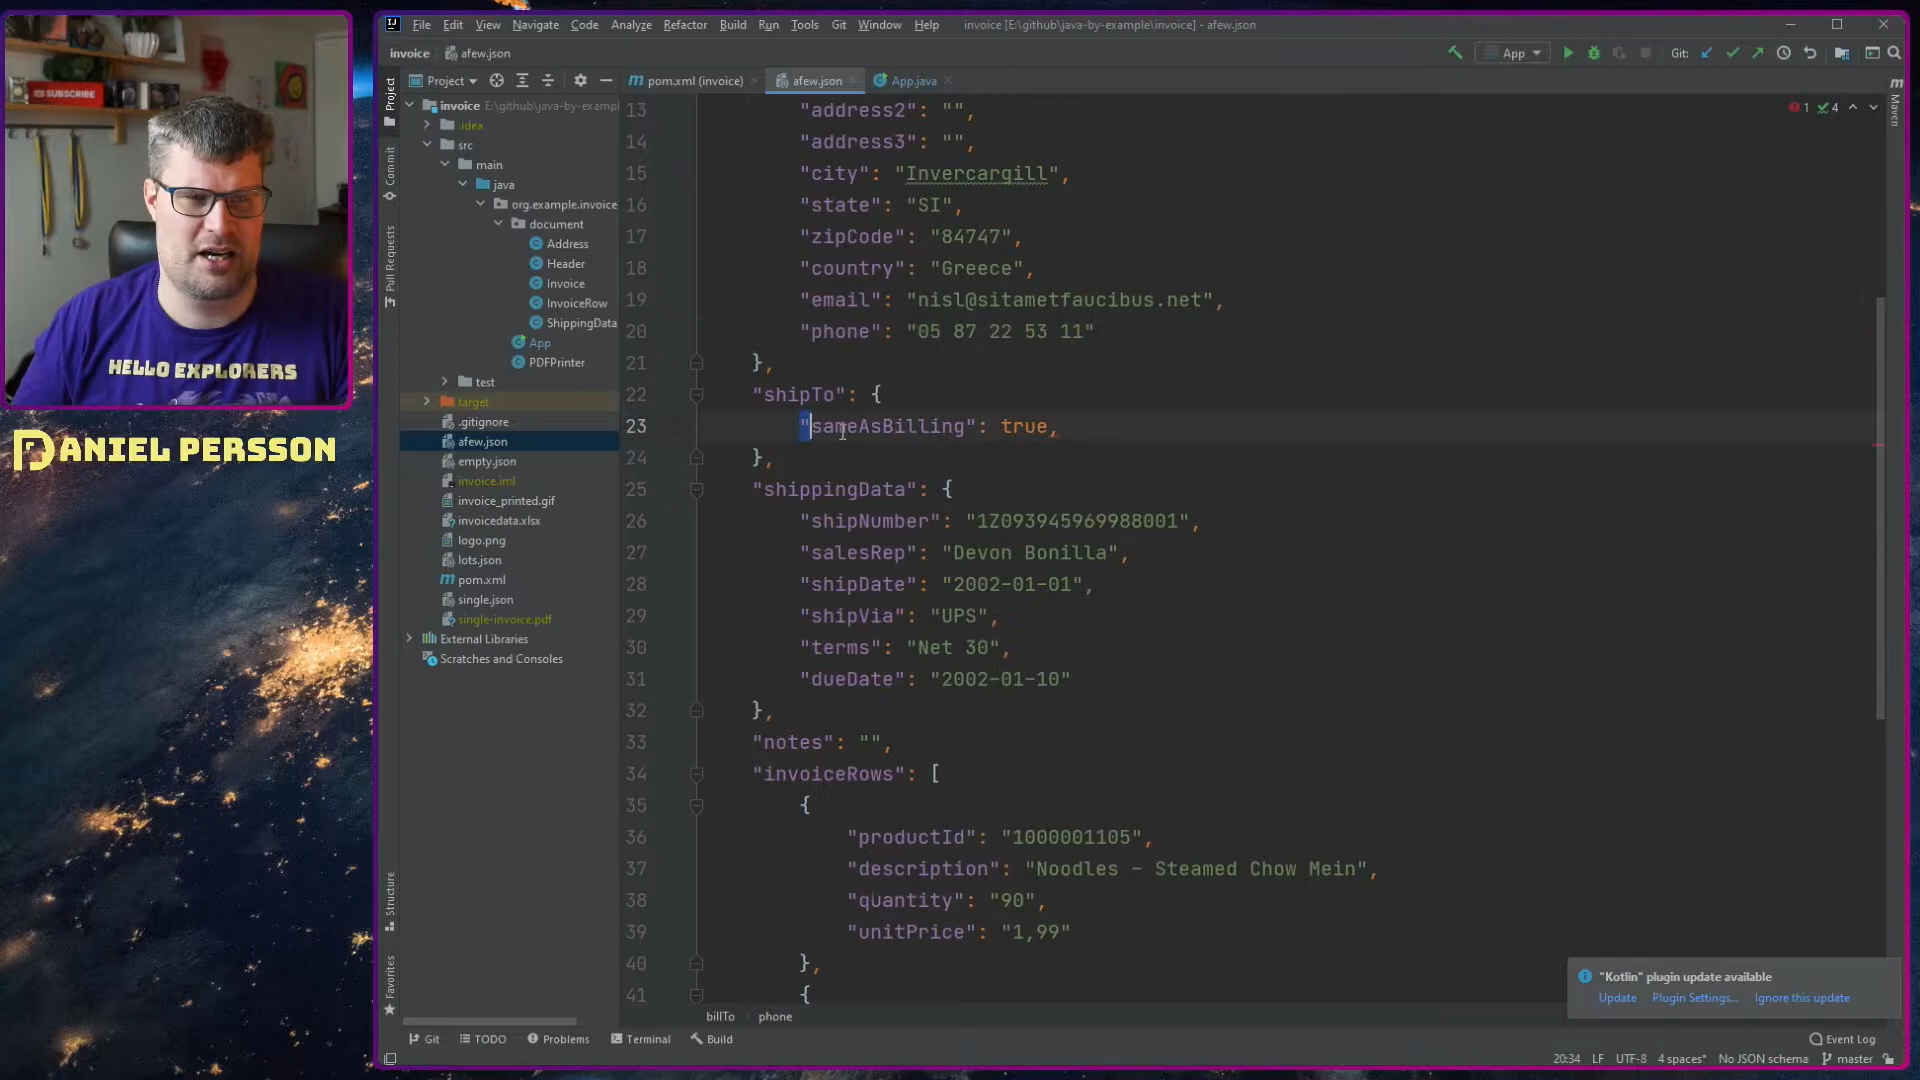 File Edit View Navigate Code Analyze Refactor Build Run Tools Git Window Help invoice [E:\github\java-by-example\invoice] - afew.json
invoice afew.json
App
Git:
Project
pom.xml (invoice)
afew.json
App.java
invoice E:\github\java-by-exampl
.idea
src
main
java
org.example.invoice
document
Address
Header
Invoice
InvoiceRow
ShippingData
App
PDFPrinter
test
target
.gitignore
afew.json
empty.json
invoice.iml
invoice_printed.gif
invoicedata.xlsx
logo.png
lots.json
pom.xml
single.json
single-invoice.pdf
External Libraries
Scratches and Consoles
Project
Commit
Pull Requests
Structure
Favorites
Maven
1 4
13 "address2": "",
14 "address3": "",
15 "city": "Invercargill",
16 "state": "SI",
17 "zipCode": "84747",
18 "country": "Greece",
19 "email": "nisl@sitametfaucibus.net",
20 "phone": "05 87 22 53 11"
21 },
22 "shipTo": {
23 "sameAsBilling": true,
24 },
25 "shippingData": {
26 "shipNumber": "1Z093945969988001",
27 "salesRep": "Devon Bonilla",
28 "shipDate": "2002-01-01",
29 "shipVia": "UPS",
30 "terms": "Net 30",
31 "dueDate": "2002-01-10"
32 },
33 "notes": "",
34 "invoiceRows": [
35 {
36 "productId": "1000001105",
37 "description": "Noodles - Steamed Chow Mein",
38 "quantity": "90",
39 "unitPrice": "1,99"
40 },
41 {
"Kotlin" plugin update available
Update Plugin Settings... Ignore this update
billTo phone
Git TODO Problems Terminal Build
Event Log
20:34 LF UTF-8 4 spaces* No JSON schema master
SUBSCRIBE
HELLO EXPLORERS
DANIEL PERSSON